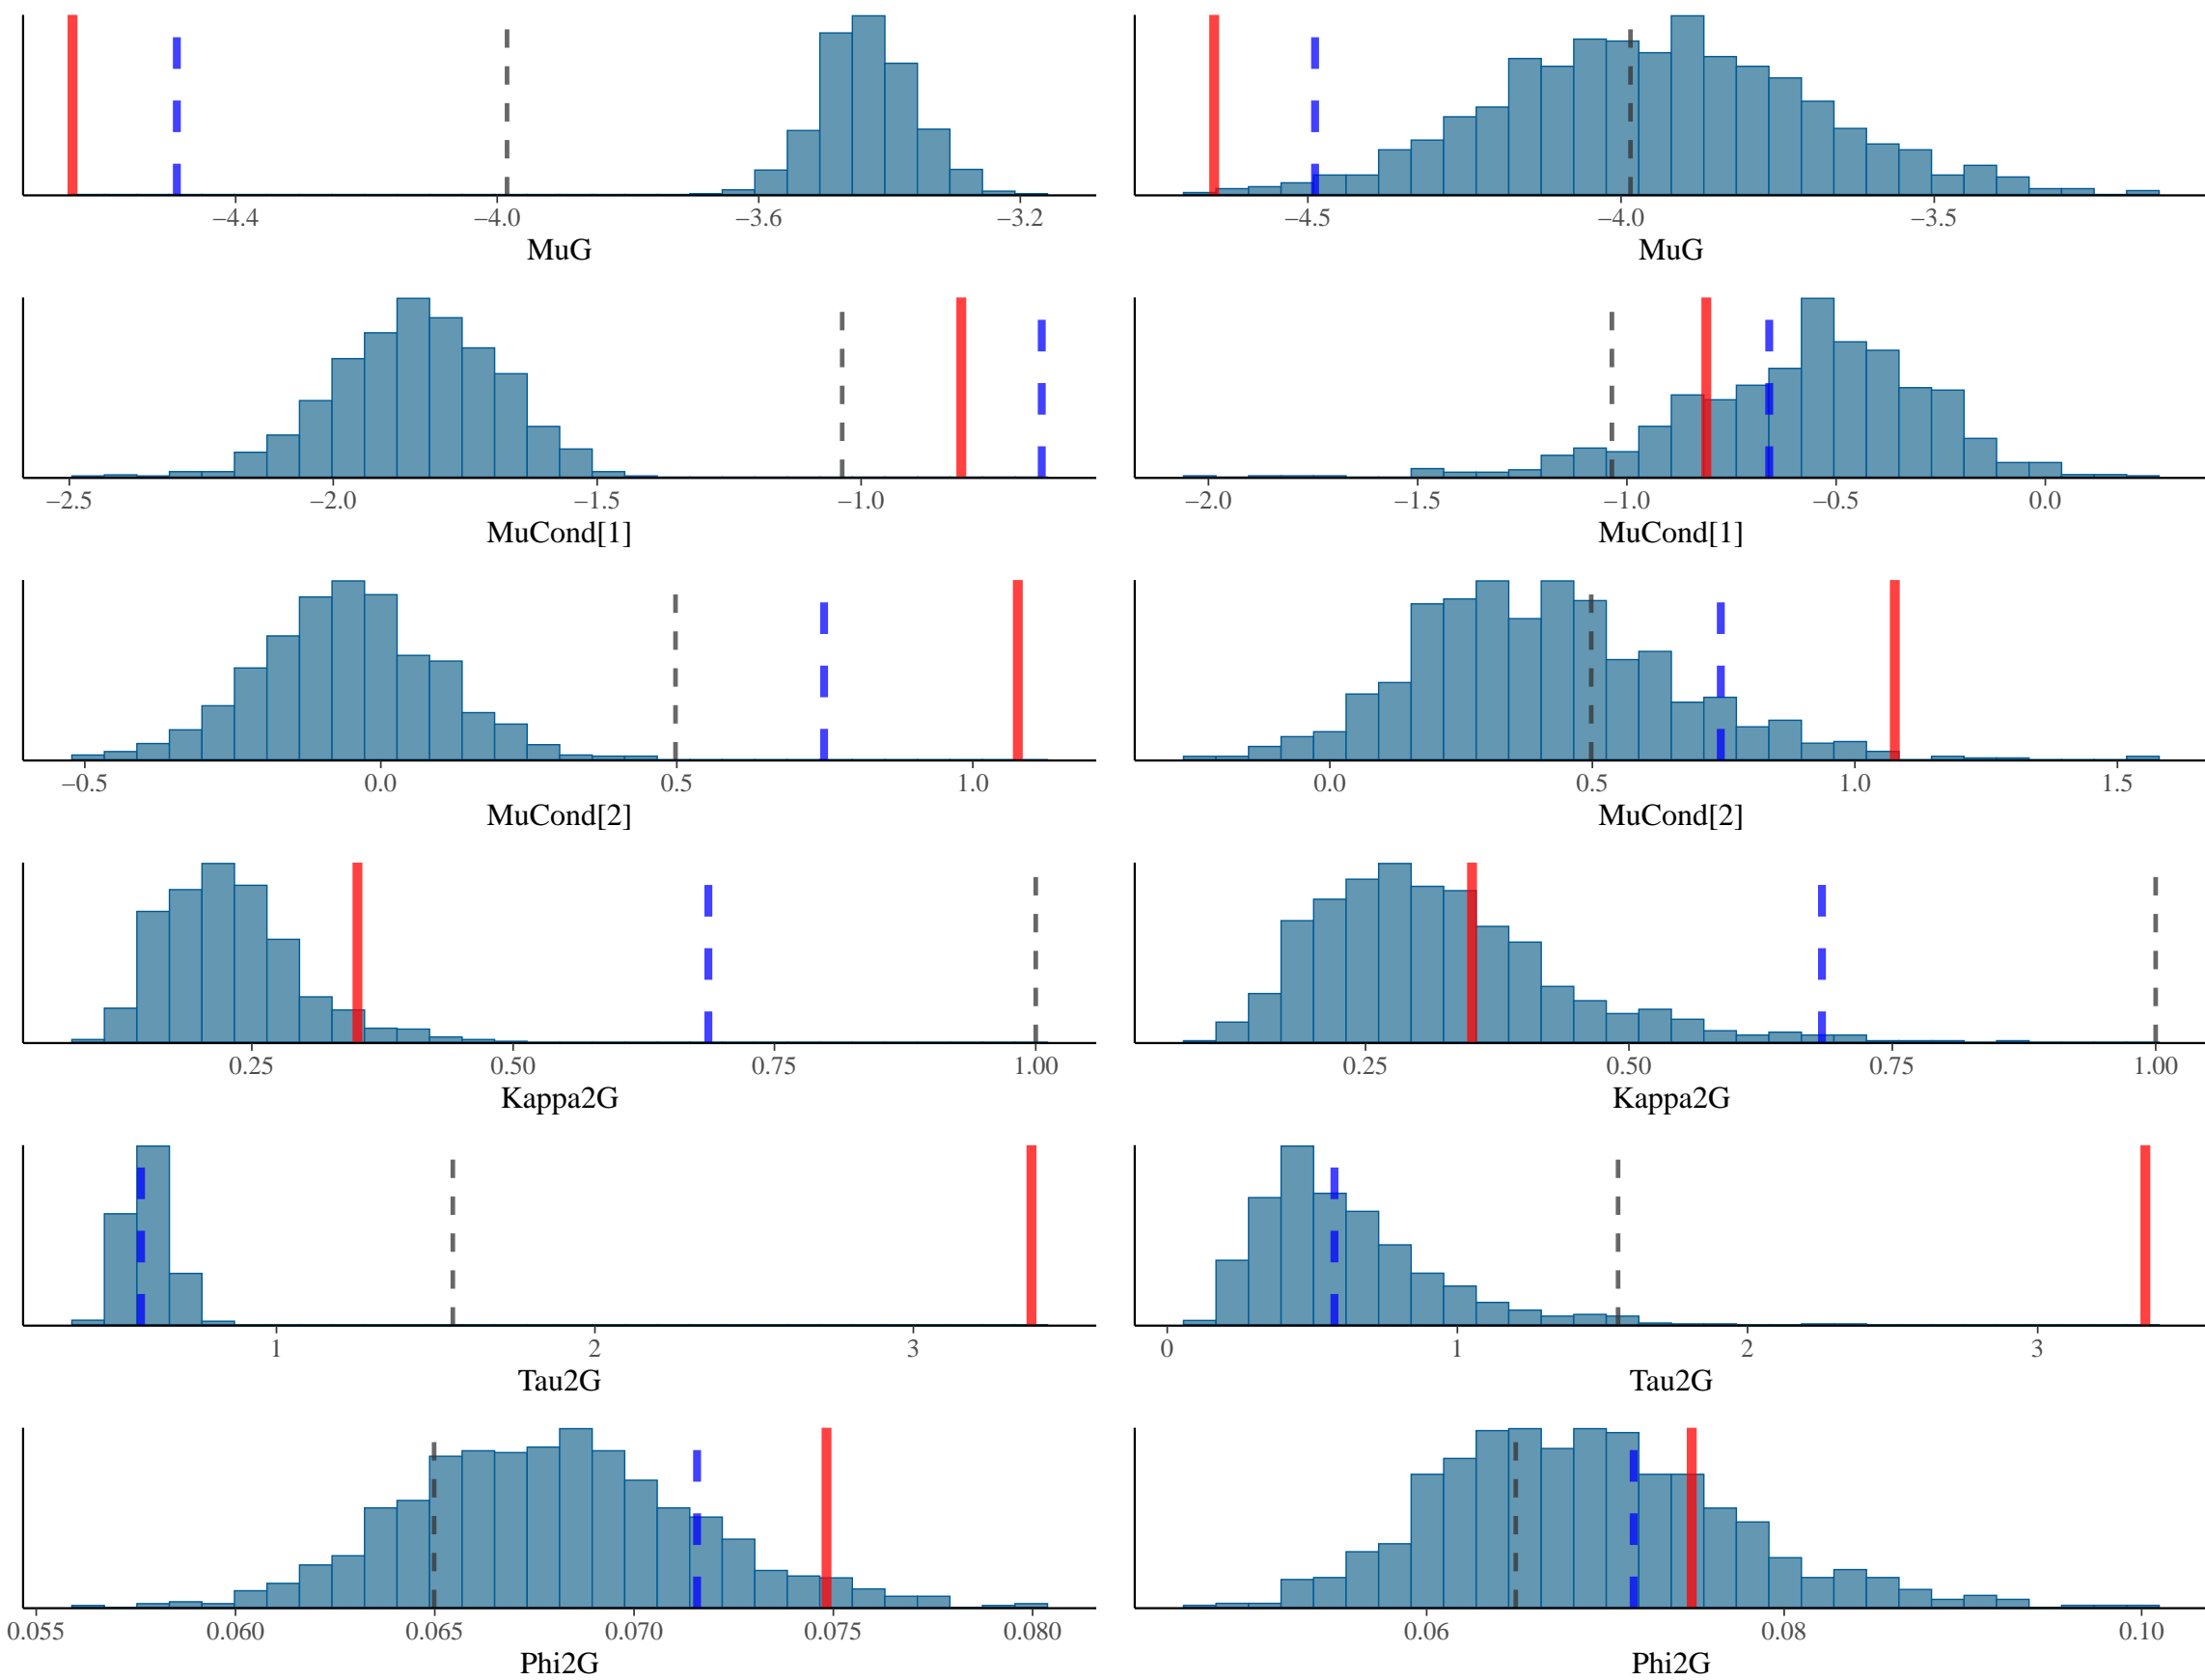 −4.4 −4.0 −3.6 −3.2
MuG
−4.5 −4.0 −3.5
MuG
−2.5 −2.0 −1.5 −1.0
MuCond[1]
−2.0 −1.5 −1.0 −0.5 0.0
MuCond[1]
−0.5 0.0 0.5 1.0
MuCond[2]
0.0 0.5 1.0 1.5
MuCond[2]
0.25 0.50 0.75 1.00
Kappa2G
0.25 0.50 0.75 1.00
Kappa2G
1 2 3
Tau2G
0 1 2 3
Tau2G
0.055 0.060 0.065 0.070 0.075 0.080
Phi2G
0.06 0.08 0.10
Phi2G